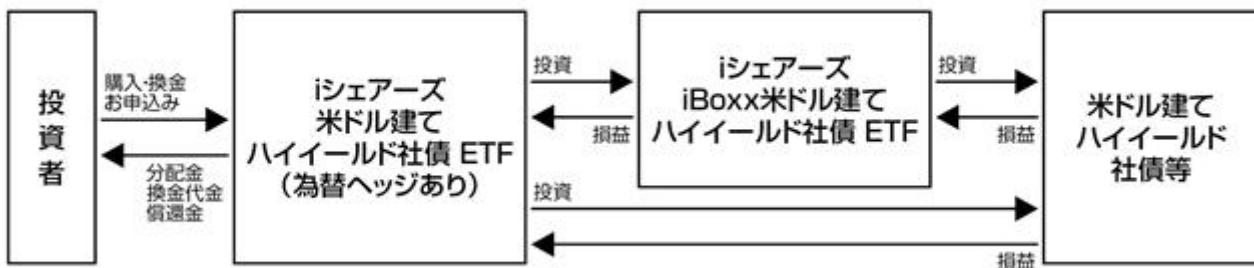 投資者
購入・換金
お申込み
分配金
換金代金
償還金
iシェアーズ
米ドル建て
ハイイールド社債 ETF
（為替ヘッジあり）
投資
損益
iシェアーズ
iBoxx米ドル建て
ハイイールド社債 ETF
投資
損益
投資
損益
米ドル建て
ハイイールド
社債等